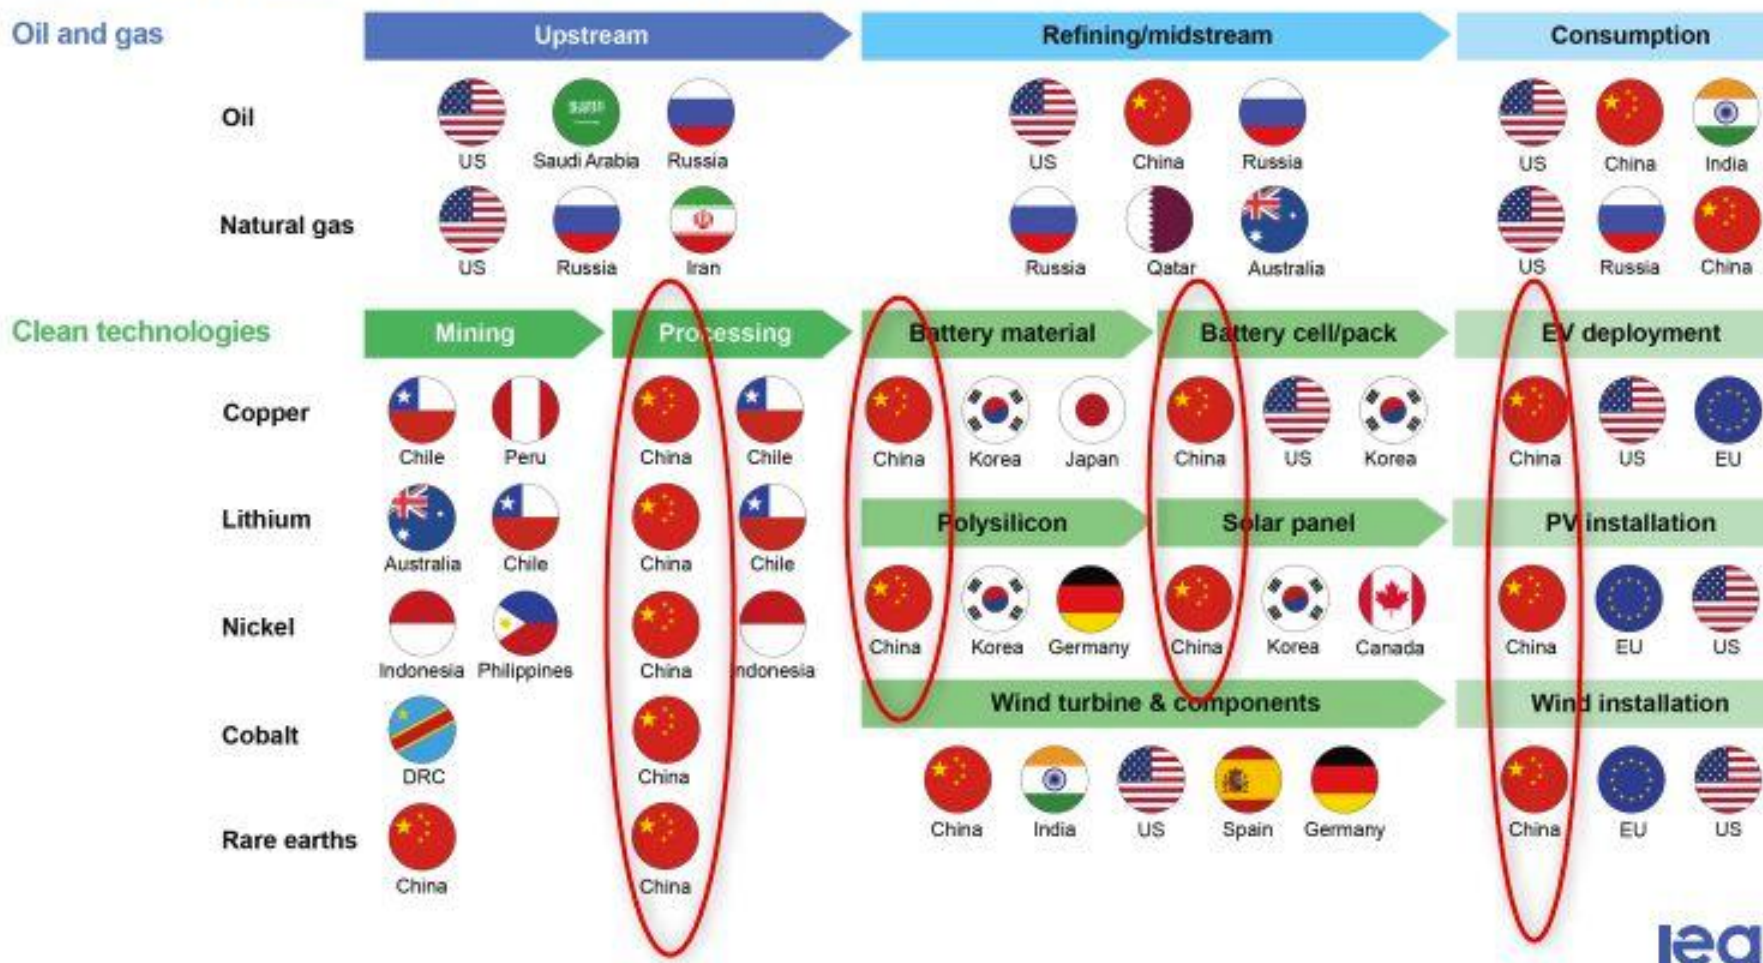 Oil and gas
Upstream
Refining/midstream
Consumption
Oil
US Saudi Arabia Russia
US China Russia
US China India
Natural gas
US Russia Iran
Russia Qatar Australia
US Russia China
Clean technologies
Mining
Processing
Battery material
Battery cell/pack
EV deployment
Copper
Chile Peru
China Chile
China Korea Japan
China US Korea
China US EU
Lithium
Australia Chile
China Chile
Polysilicon
Solar panel
PV installation
Nickel
Indonesia Philippines
China Indonesia
China Korea Germany
China Korea Canada
China EU US
Wind turbine & components
Wind installation
Cobalt
DRC
China
China India US Spain Germany
China EU US
Rare earths
China
China
iea